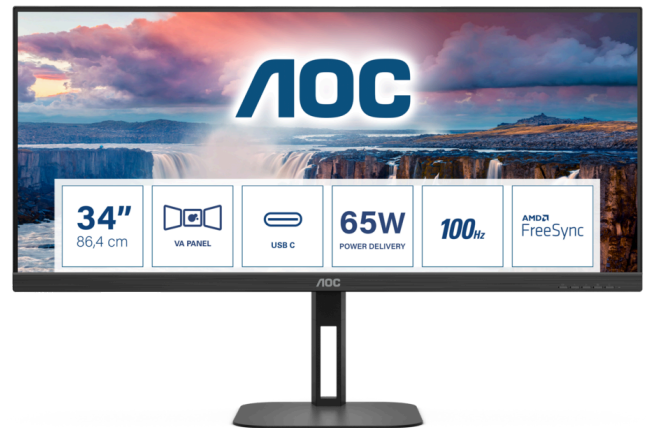 AOC
34”
86,4 cm
VA PANEL
USB C
65W
POWER DELIVERY
100Hz
AMD
FreeSync
AOC